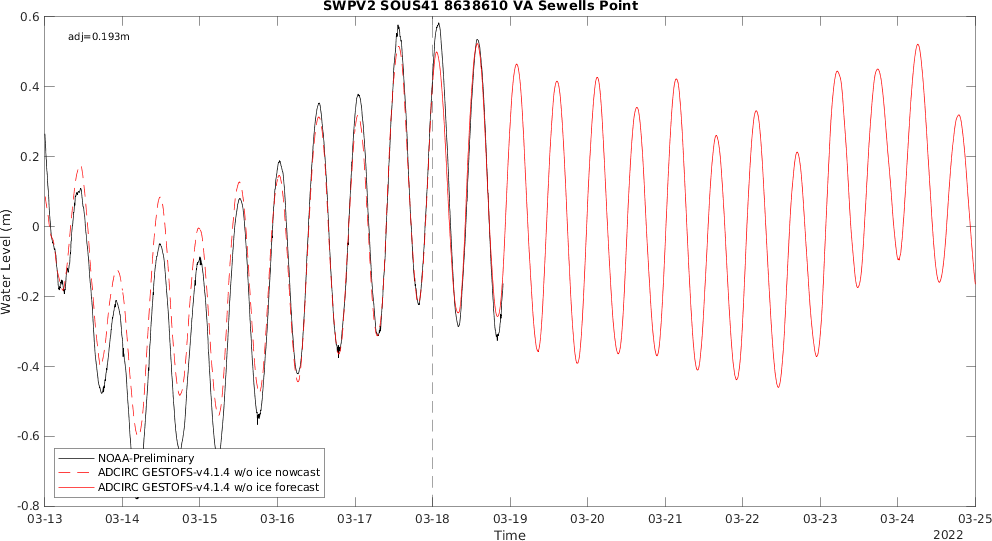 SWPV2 SOUS41 8638610 VA Sewells Point
adj=0.193m
0.6
0.4
0.2
0
-0.2
-0.4
-0.6
-0.8
Water Level (m)
NOAA-Preliminary
ADCIRC GESTOFS-v4.1.4 w/o ice nowcast
ADCIRC GESTOFS-v4.1.4 w/o ice forecast
03-13 03-14 03-15 03-16 03-17 03-18 03-19 03-20 03-21 03-22 03-23 03-24 03-25
Time
2022